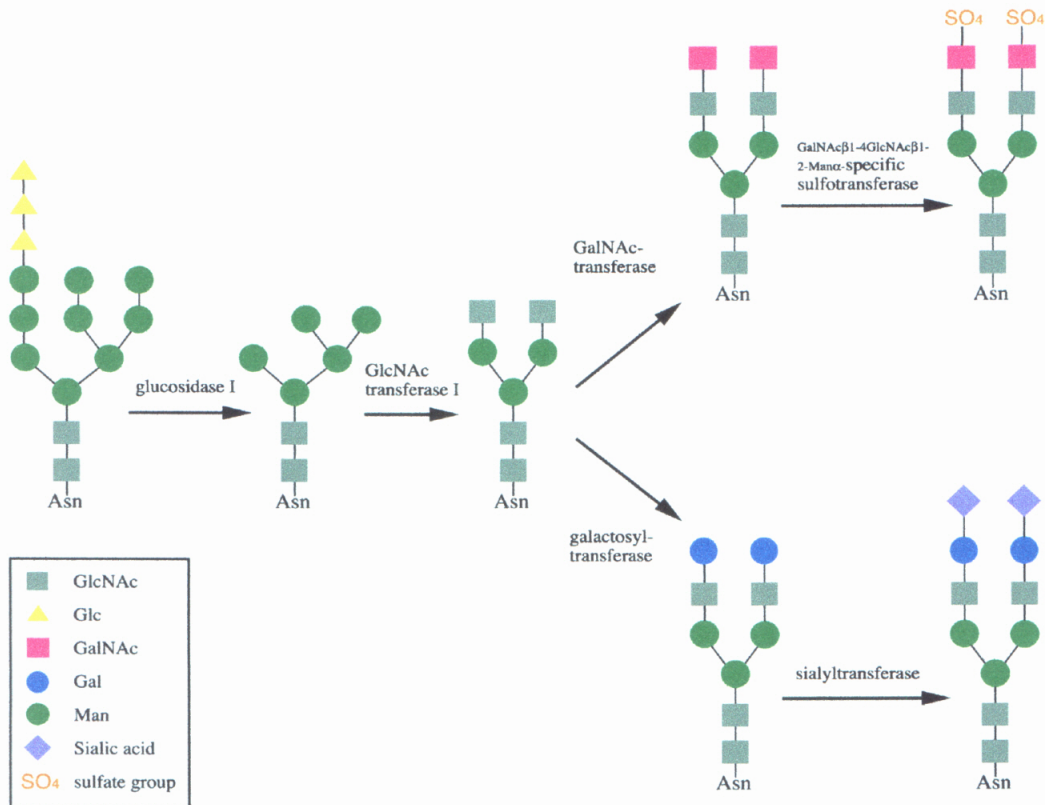 SO₄ SO₄
GalNAcβ1-4GlcNAcβ1-
2-Manα-specific
sulfotransferase
GalNAc-
transferase
Asn Asn
glucosidase I
GlcNAc
transferase I
Asn
Asn
Asn
galactosyl-
transferase
sialyltransferase
Asn Asn
GlcNAc
Glc
GalNAc
Gal
Man
Sialic acid
SO₄ sulfate group